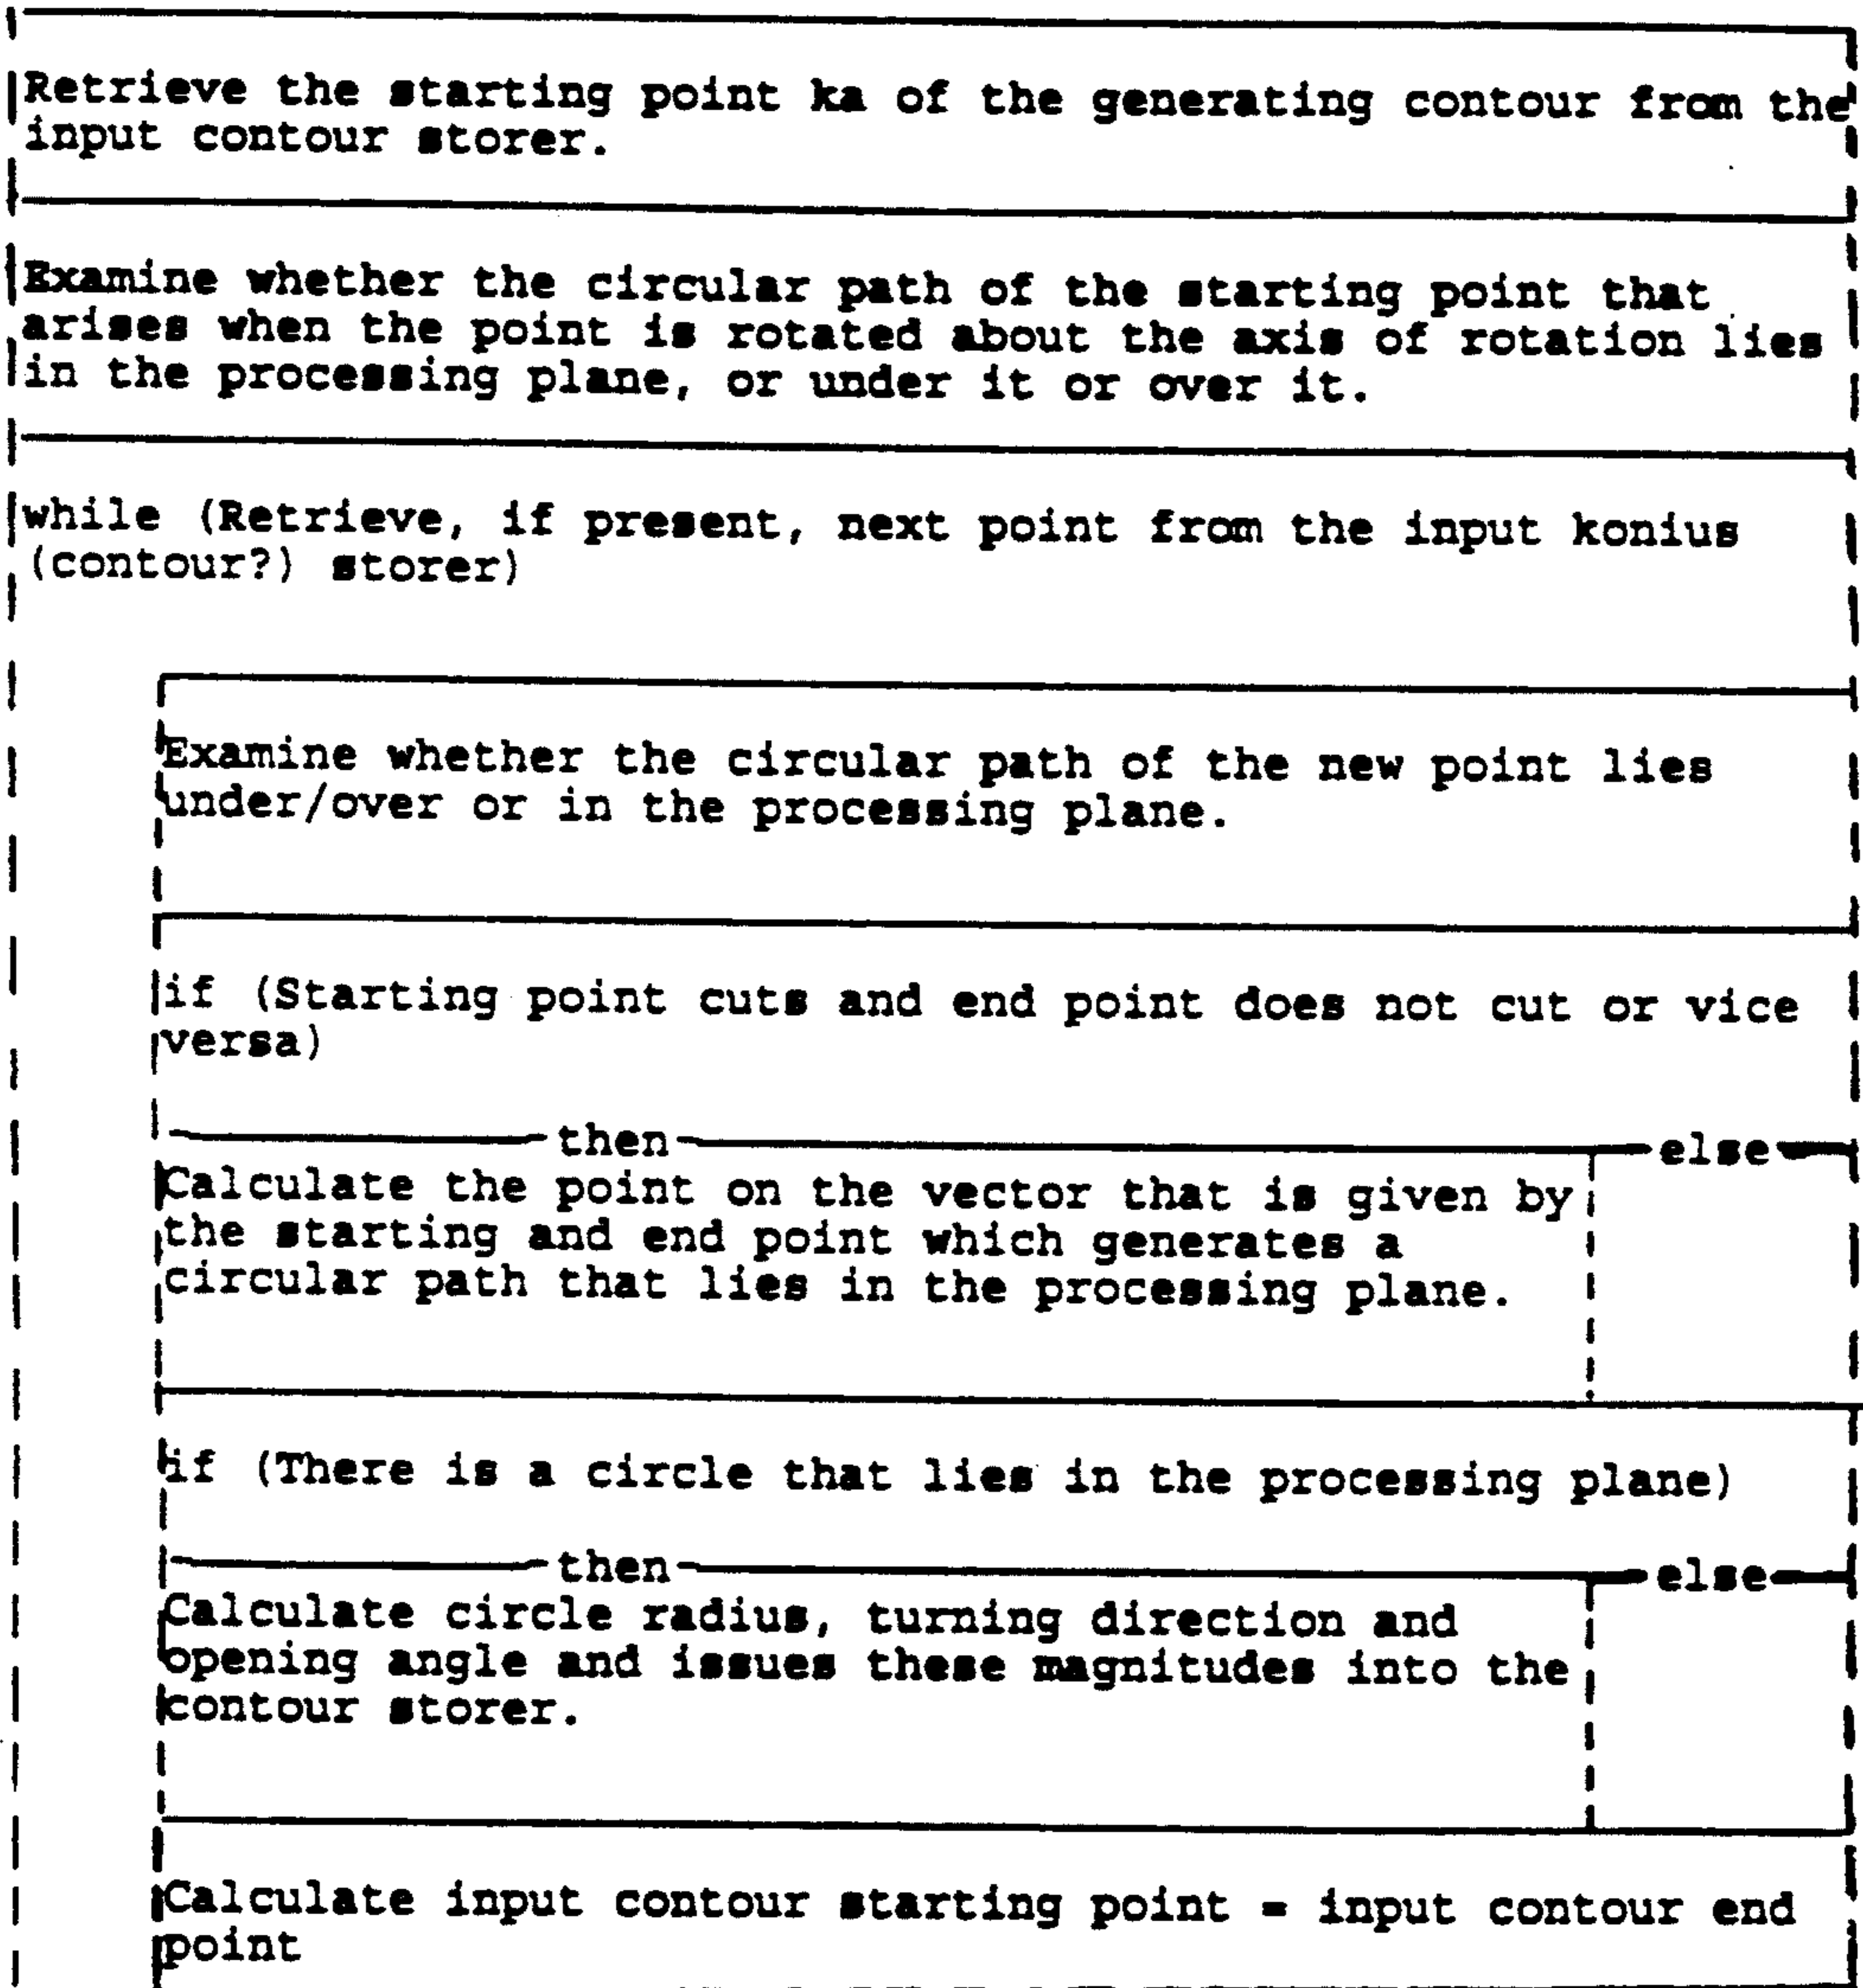 Retrieve the starting point ka of the generating contour from the
input contour storer.
Examine whether the circular path of the starting point that
arises when the point is rotated about the axis of rotation lies
in the processing plane, or under it or over it.
while (Retrieve, if present, next point from the input konius
(contour?) storer)
Examine whether the circular path of the new point lies
under/over or in the processing plane.
if (Starting point cuts and end point does not cut or vice
versa)
then else
Calculate the point on the vector that is given by
the starting and end point which generates a
circular path that lies in the processing plane.
if (There is a circle that lies in the processing plane)
then else
Calculate circle radius, turning direction and
opening angle and issues these magnitudes into the
contour storer.
Calculate input contour starting point = input contour end
point